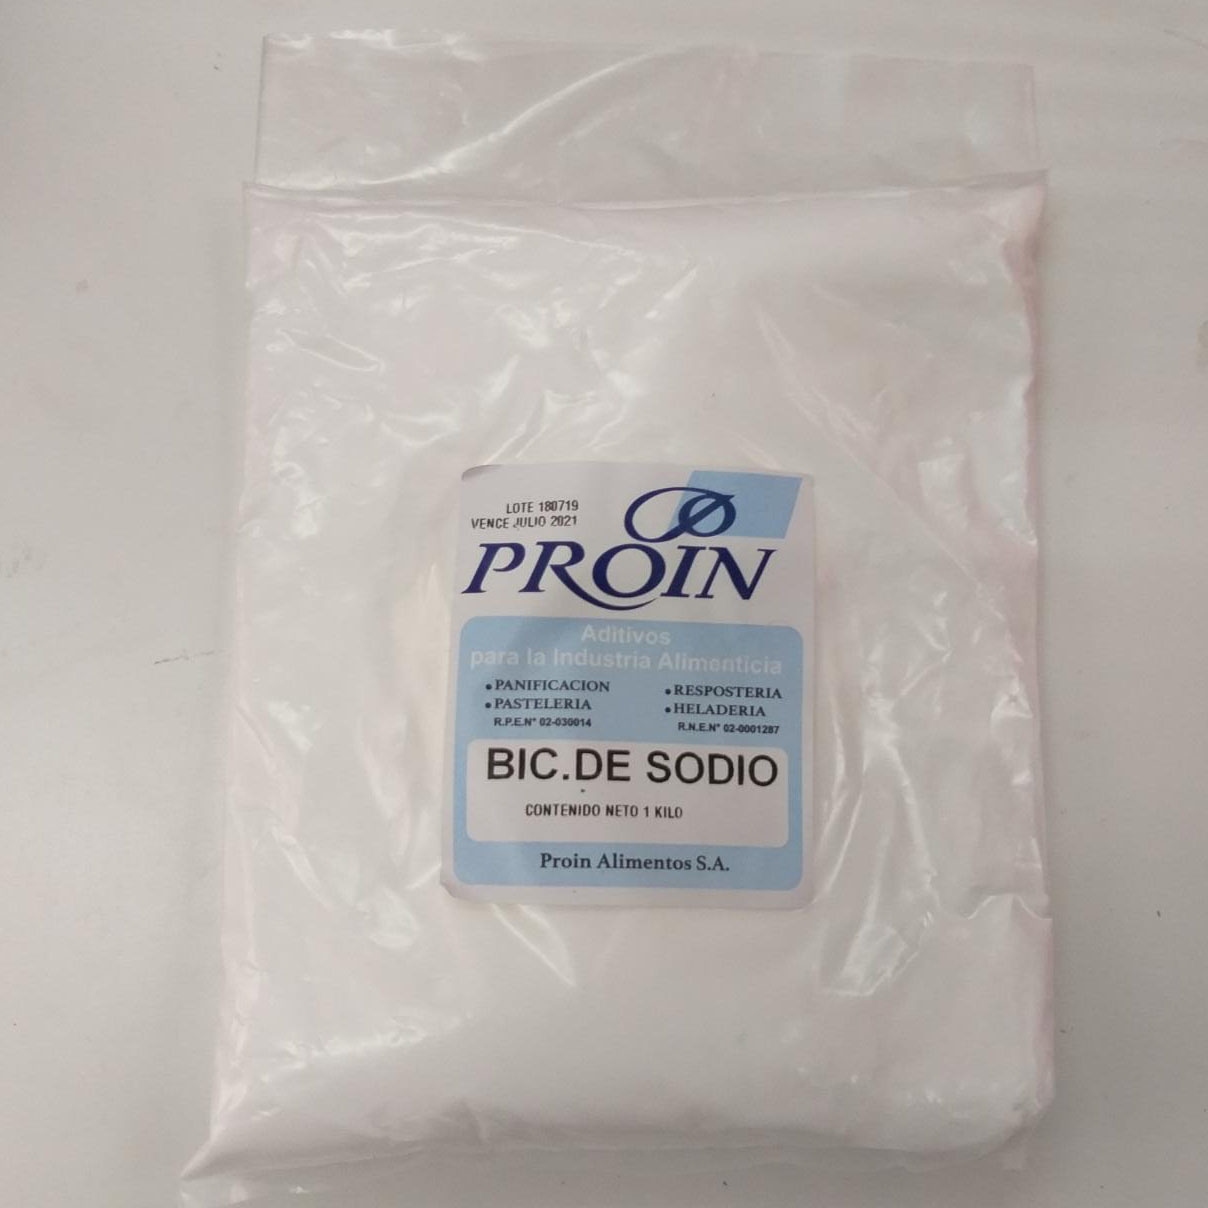 LOTE 180719
VENCE JULIO 2021
PROIN
Aditivos
para la Industria Alimenticia
• PANIFICACION
• RESPOSTERIA
• PASTELERIA
• HELADERIA
R.P.E.N° 02-030014
R.N.E.N° 02-0001287
BIC.DE SODIO
CONTENIDO NETO 1 KILO
Proin Alimentos S.A.